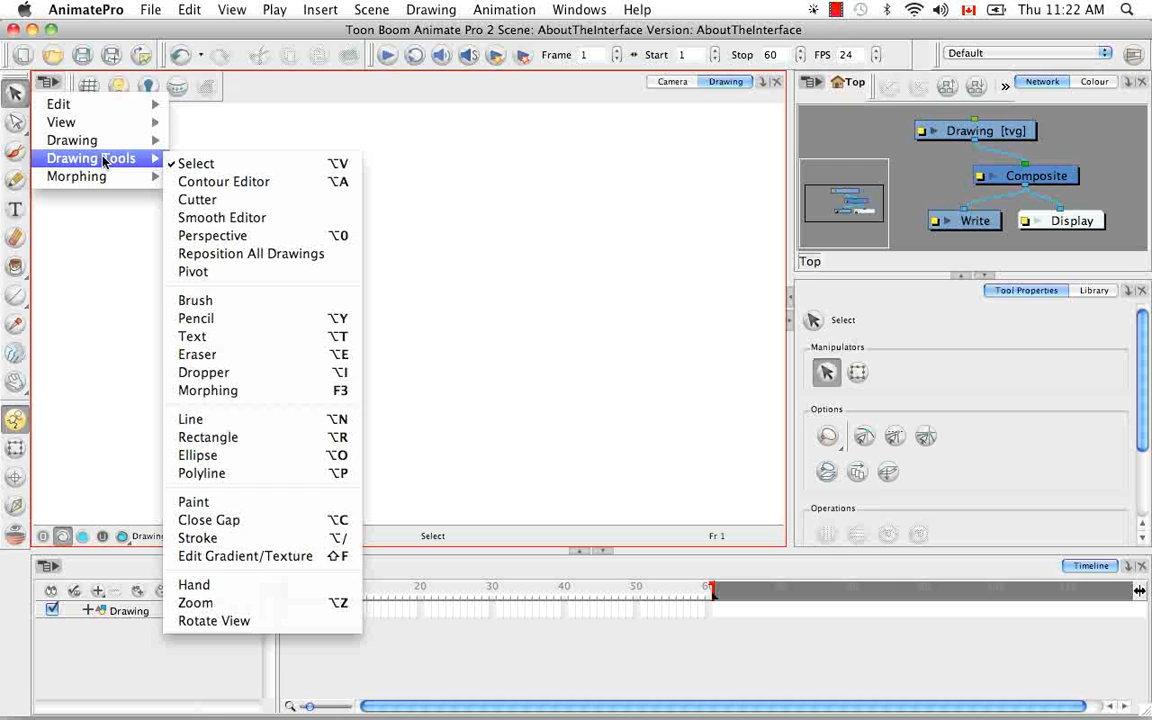 AnimatePro File Edit View Play Insert Scene Drawing Animation Windows Help Thu 11:22 AM
Toon Boom Animate Pro 2 Scene: AboutTheInterface Version: AboutTheInterface
Frame 1 Start 1 Stop 60 FPS 24 Default
Camera Drawing
Top » Network Colour
Edit
View
Drawing
Drawing Tools
Morphing
✓ Select ⌥V
Contour Editor ⌥A
Cutter
Smooth Editor
Perspective ⌥0
Reposition All Drawings
Pivot
Brush
Pencil ⌥Y
Text ⌥T
Eraser ⌥E
Dropper ⌥I
Morphing F3
Line ⌥N
Rectangle ⌥R
Ellipse ⌥O
Polyline ⌥P
Paint
Close Gap ⌥C
Stroke ⌥/
Edit Gradient/Texture ⇧F
Hand
Zoom ⌥Z
Rotate View
T
Drawing [tvg]
Composite
Write Display
Top
Tool Properties Library
Select
Manipulators
Options
Operations
Select Fr 1
Timeline
20 30 40 50
Drawing